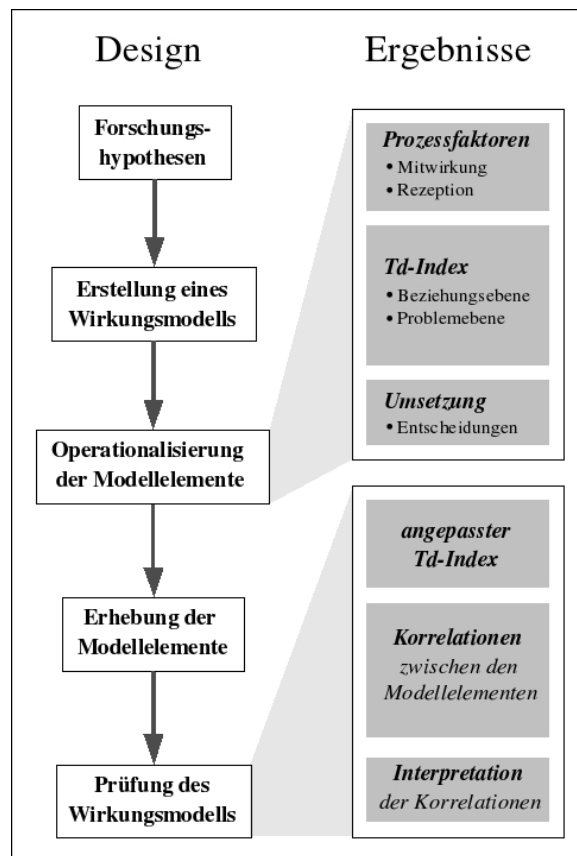 Design
Forschungs-
hypothesen
Erstellung eines
Wirkungsmodells
Operationalisierung
der Modellelemente
Erhebung der
Modellelemente
Prüfung des
Wirkungsmodells
Ergebnisse
Prozessfaktoren
• Mitwirkung
• Rezeption
Td-Index
• Beziehungsebene
• Problemebene
Umsetzung
• Entscheidungen
angepasster
Td-Index
Korrelationen
zwischen den
Modellelementen
Interpretation
der Korrelationen